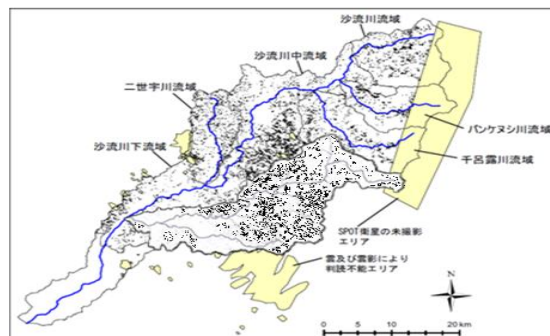 沙流川流域
沙流川中流域
二世宇川流域
沙流川下流域
パンケヌシ川流域
千呂露川流域
SPOT衛星の未撮影
エリア
雲及び雲影により
判読不能エリア
N
0 5 10 20 km